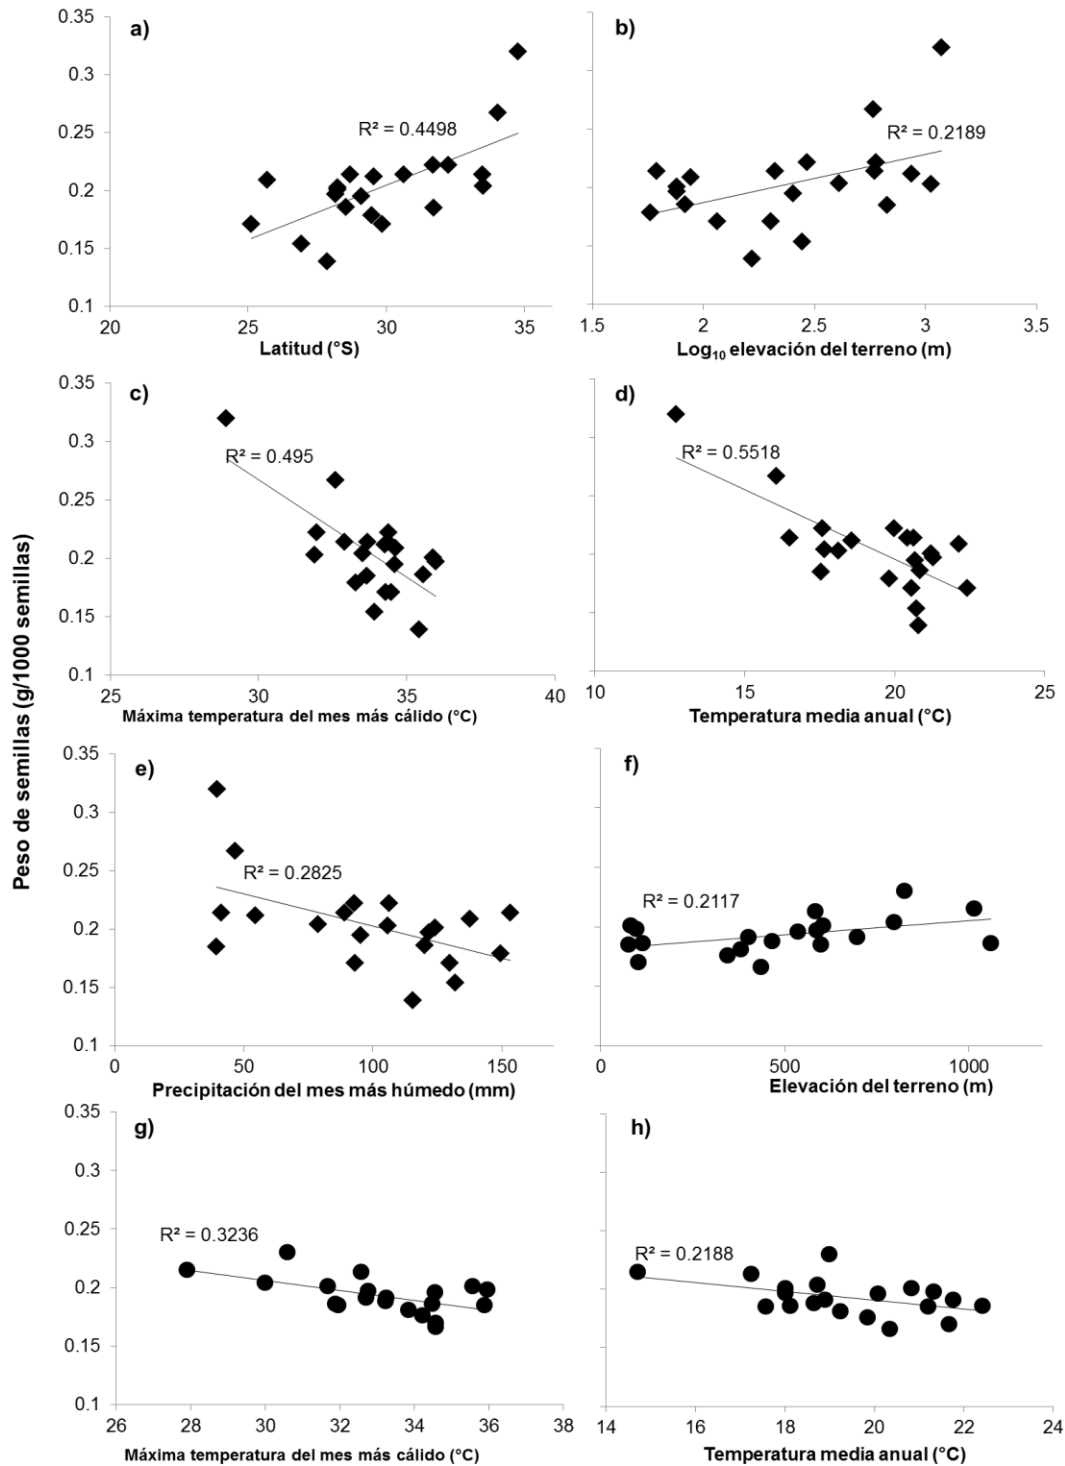 Peso de semillas (g/1000 semillas)
a)
0.35
0.3
0.25
0.2
0.15
0.1
R² = 0.4498
20
25
30
35
Latitud (°S)
b)
R² = 0.2189
1.5
2
2.5
3
3.5
Log₁₀ elevación del terreno (m)
c)
0.35
0.3
0.25
0.2
0.15
0.1
R² = 0.495
25
30
35
40
Máxima temperatura del mes más cálido (°C)
d)
R² = 0.5518
10
15
20
25
Temperatura media anual (°C)
e)
0.35
0.3
0.25
0.2
0.15
0.1
R² = 0.2825
0
50
100
150
Precipitación del mes más húmedo (mm)
f)
R² = 0.2117
0
500
1000
Elevación del terreno (m)
g)
0.35
0.3
0.25
0.2
0.15
0.1
R² = 0.3236
26
28
30
32
34
36
38
Máxima temperatura del mes más cálido (°C)
h)
R² = 0.2188
14
16
18
20
22
24
Temperatura media anual (°C)